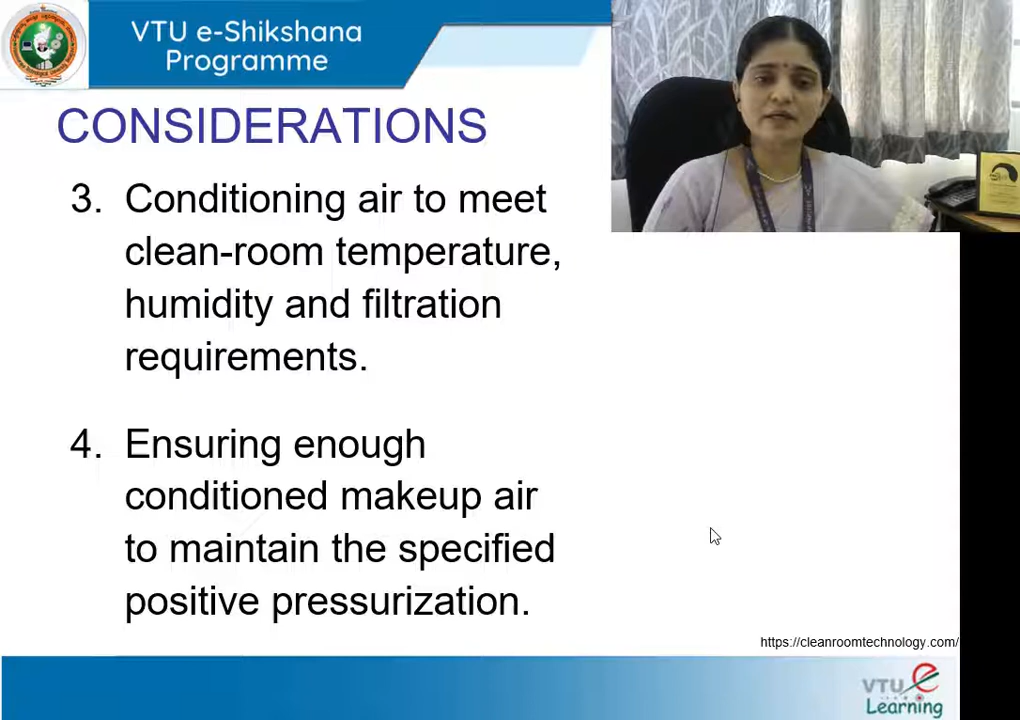 VTU e-Shikshana
Programme
CONSIDERATIONS
3. Conditioning air to meet
clean-room temperature,
humidity and filtration
requirements.
4. Ensuring enough
conditioned makeup air
to maintain the specified
positive pressurization.
https://cleanroomtechnology.com/
VTU e
Learning